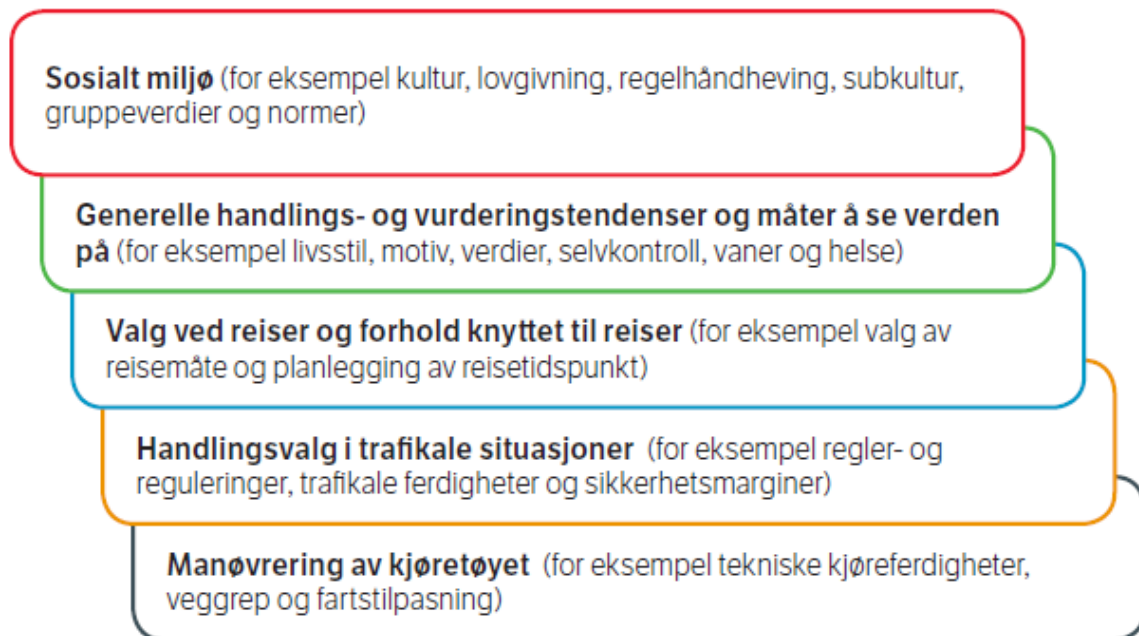 Sosialt miljø (for eksempel kultur, lovgivning, regelhåndheving, subkultur,
gruppeverdier og normer)
Generelle handlings- og vurderingstendenser og måter å se verden
på (for eksempel livsstil, motiv, verdier, selvkontroll, vaner og helse)
Valg ved reiser og forhold knyttet til reiser (for eksempel valg av
reisemåte og planlegging av reisetidspunkt)
Handlingsvalg i trafikale situasjoner (for eksempel regler- og
reguleringer, trafikale ferdigheter og sikkerhetsmarginer)
Manøvrering av kjøretøyet (for eksempel tekniske kjøreferdigheter,
veggrep og fartstilpasning)